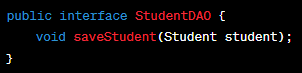 public interface StudentDAO {
    void saveStudent(Student student);
}